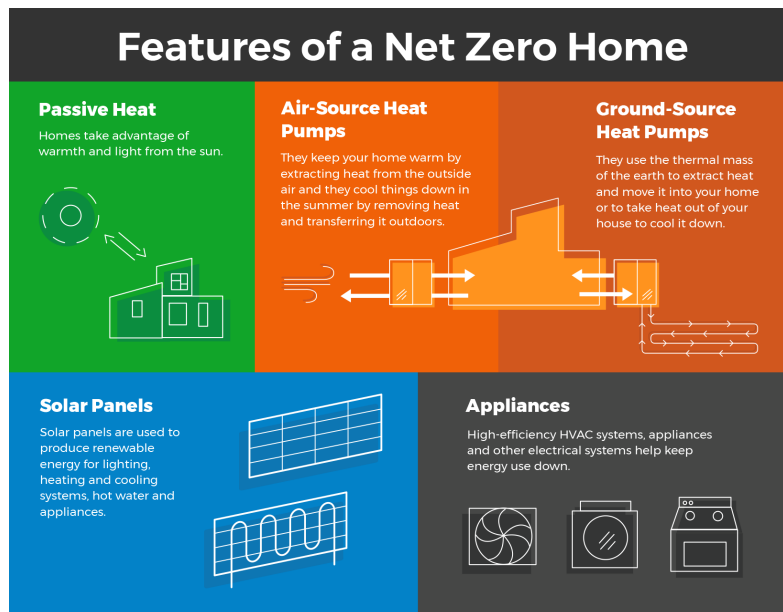 Features of a Net Zero Home
Passive Heat
Homes take advantage of
warmth and light from the sun.
Air-Source Heat
Pumps
They keep your home warm by
extracting heat from the outside
air and they cool things down in
the summer by removing heat
and transferring it outdoors.
Ground-Source
Heat Pumps
They use the thermal mass
of the earth to extract heat
and move it into your home
or to take heat out of your
house to cool it down.
Solar Panels
Solar panels are used to
produce renewable
energy for lighting,
heating and cooling
systems, hot water and
appliances.
Appliances
High-efficiency HVAC systems, appliances
and other electrical systems help keep
energy use down.